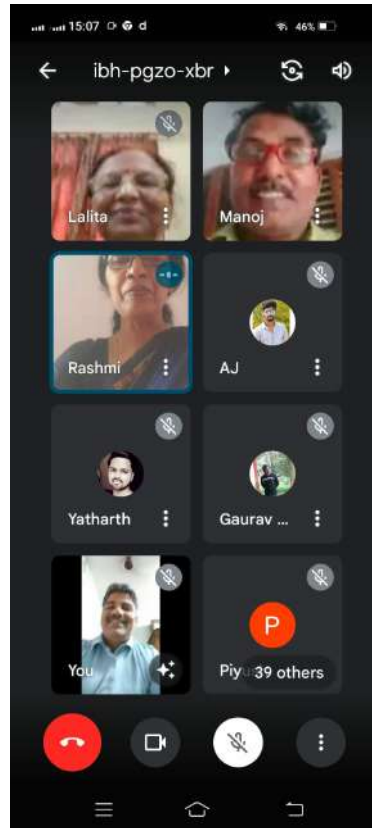 15:07 d 46%
ibh-pgzo-xbr
Lalita Manoj
Rashmi AJ
Yatharth Gaurav ...
P
You Piy 39 others